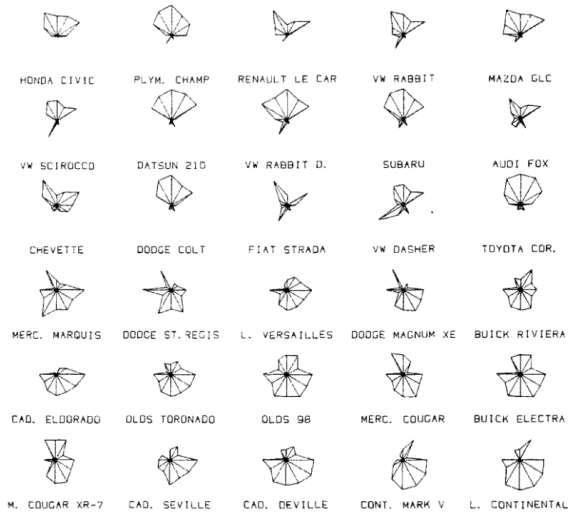 HONDA CIVIC PLYM. CHAMP RENAULT LE CAR VW RABBIT MAZDA GLC
VW SCIROCCO DATSUN 210 VW RABBIT D. SUBARU AUDI FOX
CHEVETTE DODGE COLT FIAT STRADA VW DASHER TOYOTA COR.
MERC. MARQUIS DODGE ST.REGIS L. VERSAILLES DODGE MAGNUM XE BUICK RIVIERA
CAD. ELDORADO OLDS TORONADO OLDS 98 MERC. COUGAR BUICK ELECTRA
M. COUGAR XR-7 CAD. SEVILLE CAD. DEVILLE CONT. MARK V L. CONTINENTAL